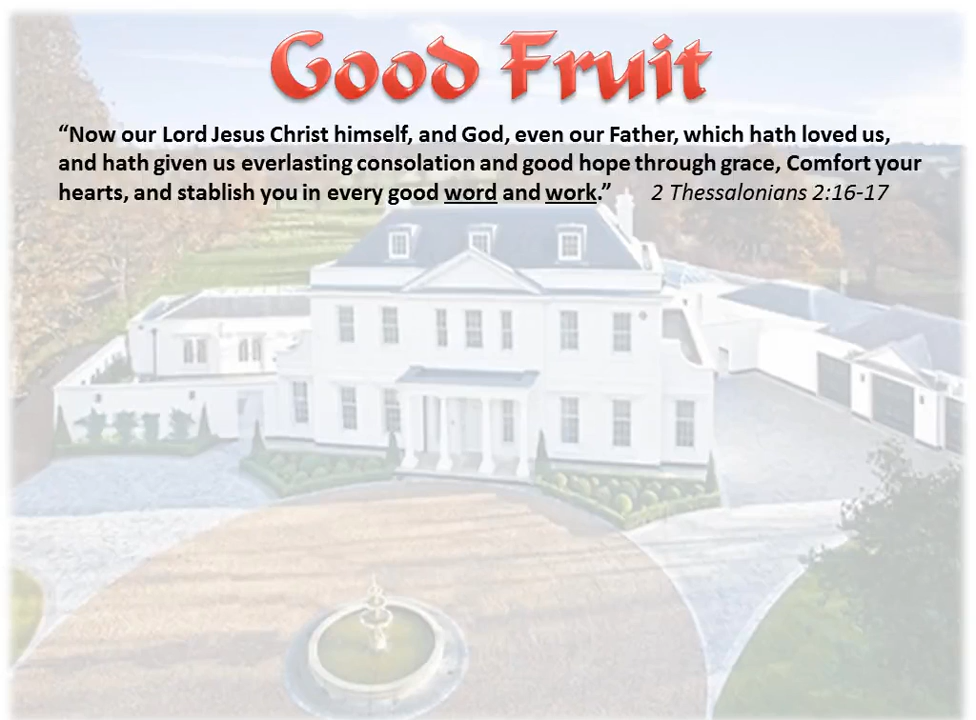 Good Fruit
“Now our Lord Jesus Christ himself, and God, even our Father, which hath loved us,
and hath given us everlasting consolation and good hope through grace, Comfort your
hearts, and stablish you in every good word and work.” 2 Thessalonians 2:16-17